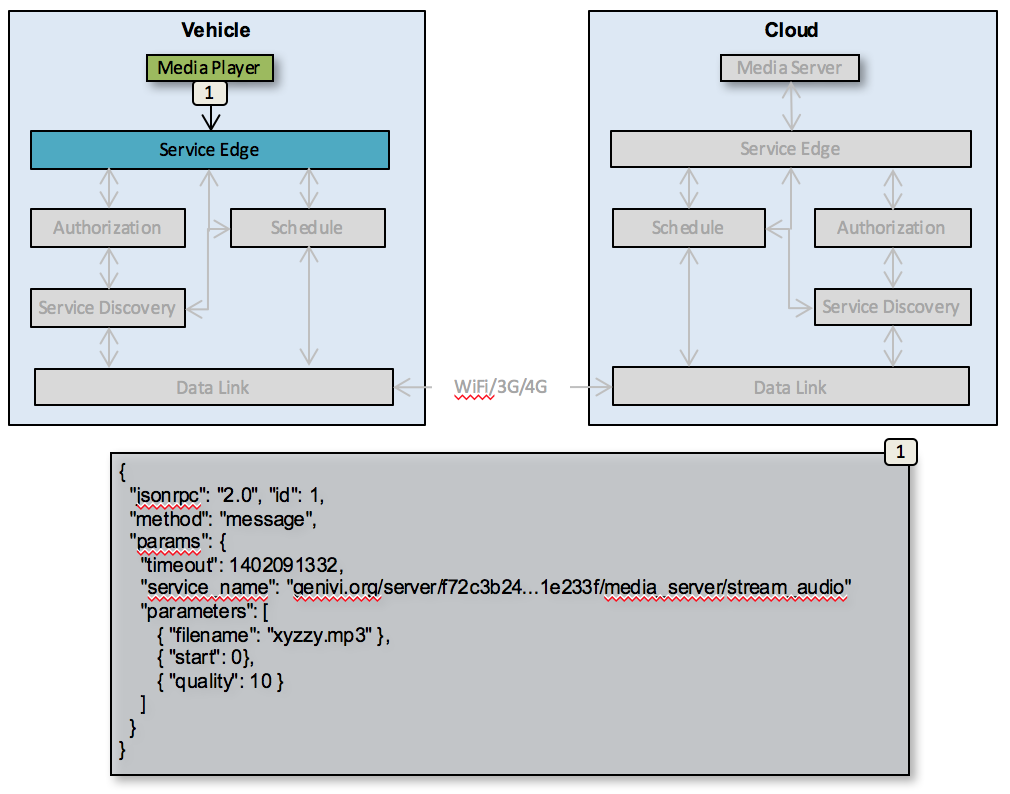 Vehicle
Media Player
1
Service Edge
Authorization
Schedule
Service Discovery
Data Link
WiFi/3G/4G
Cloud
Media Server
Service Edge
Schedule
Authorization
Service Discovery
Data Link
1
{
"jsonrpc": "2.0", "id": 1,
"method": "message",
"params": {
"timeout": 1402091332,
"service_name": "genivi.org/server/f72c3b24...1e233f/media_server/stream_audio"
"parameters": [
{ "filename": "xyzzy.mp3" },
{ "start": 0},
{ "quality": 10 }
]
}
}